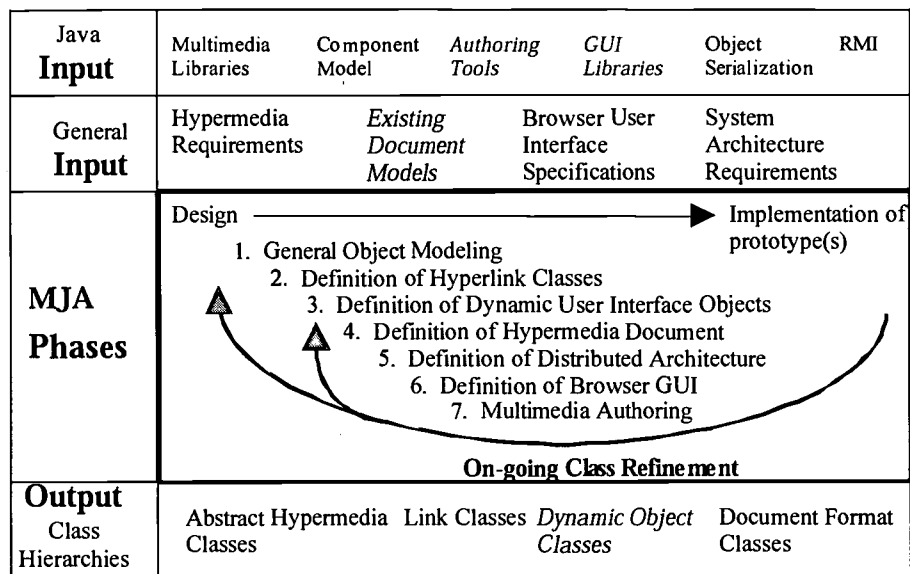 Java
Input
Multimedia Libraries
Component Model
Authoring Tools
GUI Libraries
Object Serialization
RMI
General
Input
Hypermedia Requirements
Existing Document Models
Browser User Interface Specifications
System Architecture Requirements
MJA
Phases
Design
Implementation of prototype(s)
1. General Object Modeling
2. Definition of Hyperlink Classes
3. Definition of Dynamic User Interface Objects
4. Definition of Hypermedia Document
5. Definition of Distributed Architecture
6. Definition of Browser GUI
7. Multimedia Authoring
On-going Class Refinement
Output
Class
Hierarchies
Abstract Hypermedia Classes
Link Classes
Dynamic Object Classes
Document Format Classes